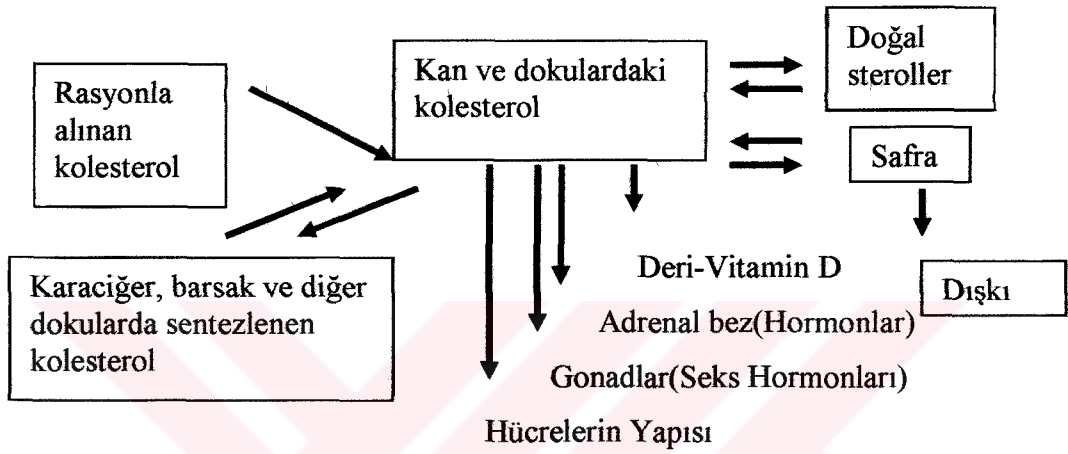 Rasyonla
alınan
kolesterol
Kan ve dokulardaki
kolesterol
Doğal
steroller
Safra
Dışkı
Karaciğer, barsak ve diğer
dokularda sentezlenen
kolesterol
Deri-Vitamin D
Adrenal bez(Hormonlar)
Gonadlar(Seks Hormonları)
Hücrelerin Yapısı